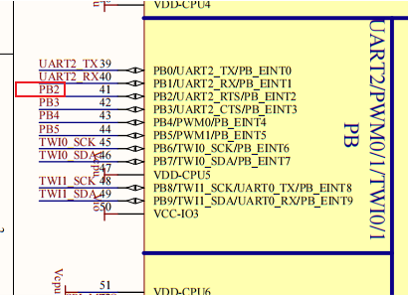 VDD-CPU4
UART2_TX 39 PB0/UART2_TX/PB_EINT0
UART2_RX 40 PB1/UART2_RX/PB_EINT1
PB2 41 PB2/UART2_RTS/PB_EINT2
PB3 42 PB3/UART2_CTS/PB_EINT3
PB4 43 PB4/PWM0/PB_EINT4
PB5 44 PB5/PWM1/PB_EINT5
TWI0_SCK 45 PB6/TWI0_SCK/PB_EINT6
TWI0_SDA 46 PB7/TWI0_SDA/PB_EINT7
47 VDD-CPU5
TWI1_SCK 48 PB8/TWI1_SCK/UART0_TX/PB_EINT8
TWI1_SDA 49 PB9/TWI1_SDA/UART0_RX/PB_EINT9
50 VCC-IO3
UART2/PWM0/1/TWI0/1
PB
Vcpu
51 VDD-CPU6